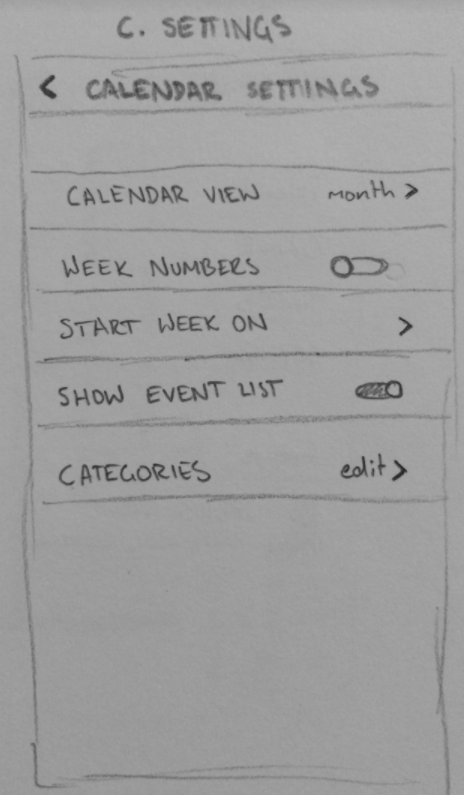 C. SETTINGS
< CALENDAR SETTINGS
CALENDAR VIEW month >
WEEK NUMBERS
START WEEK ON >
SHOW EVENT LIST
CATEGORIES edit >